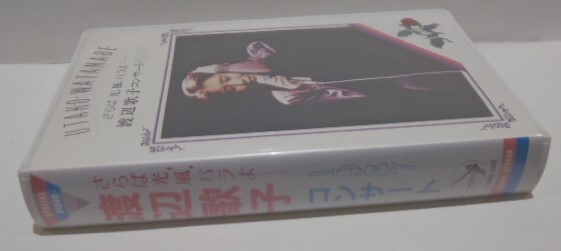 UTAKO WATANABE
さらば 光,風,バラよ
渡辺歌子コンサート
さらば 光,風,バラよ
渡辺歌子
1987
コンサート